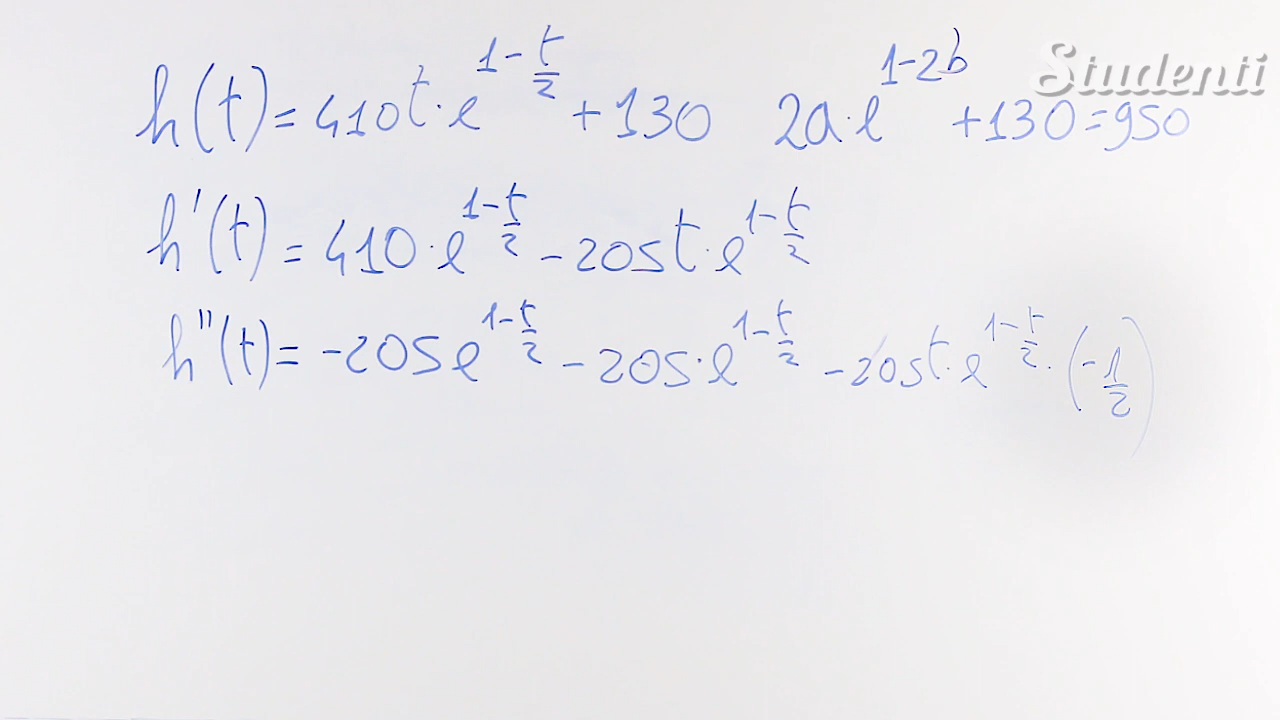 h(t) = 410t · e^(1-t/2) + 130    2a · e^(1-2b) + 130 = 950
Studenti
h'(t) = 410 · e^(1-t/2) - 205t · e^(1-t/2)
h''(t) = -205e^(1-t/2) - 205 · e^(1-t/2) - 205t · e^(1-t/2) · (-1/2)